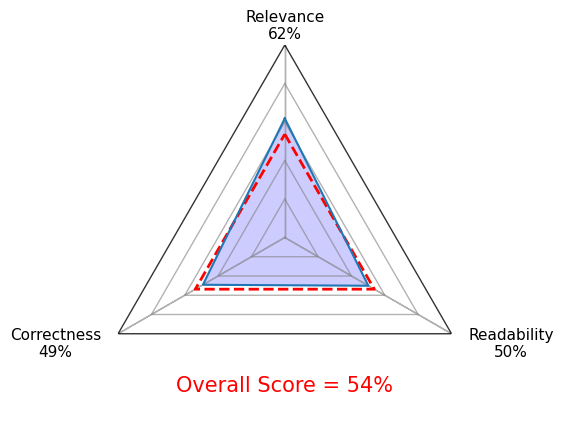 Relevance
62%
Correctness
49%
Readability
50%
Overall Score = 54%